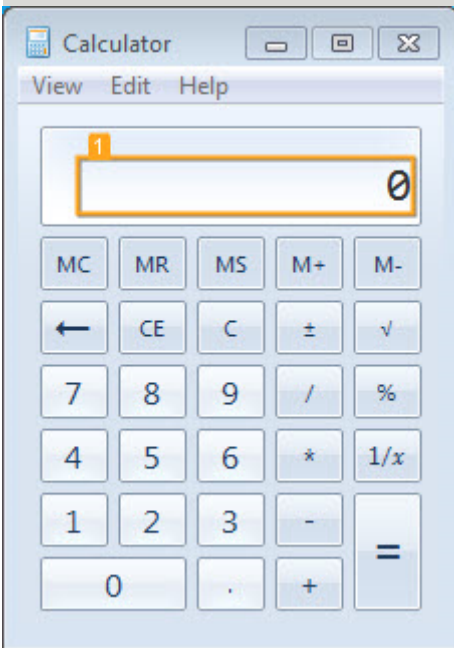 Calculator
View Edit Help
1
0
MC MR MS M+ M-
← CE C ± √
7 8 9 / %
4 5 6 * 1/x
1 2 3 - =
0 . +